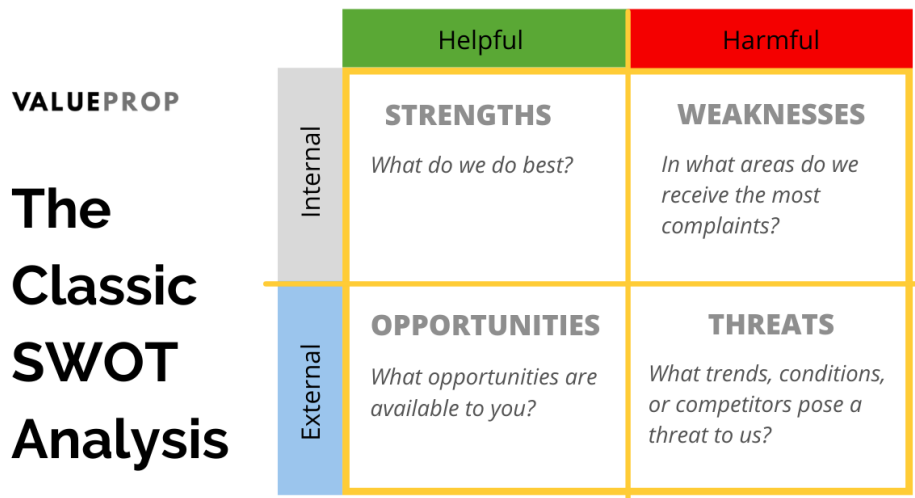 VALUEPROP
The
Classic
SWOT
Analysis
Helpful
Harmful
Internal
STRENGTHS
What do we do best?
WEAKNESSES
In what areas do we
receive the most
complaints?
External
OPPORTUNITIES
What opportunities are
available to you?
THREATS
What trends, conditions,
or competitors pose a
threat to us?